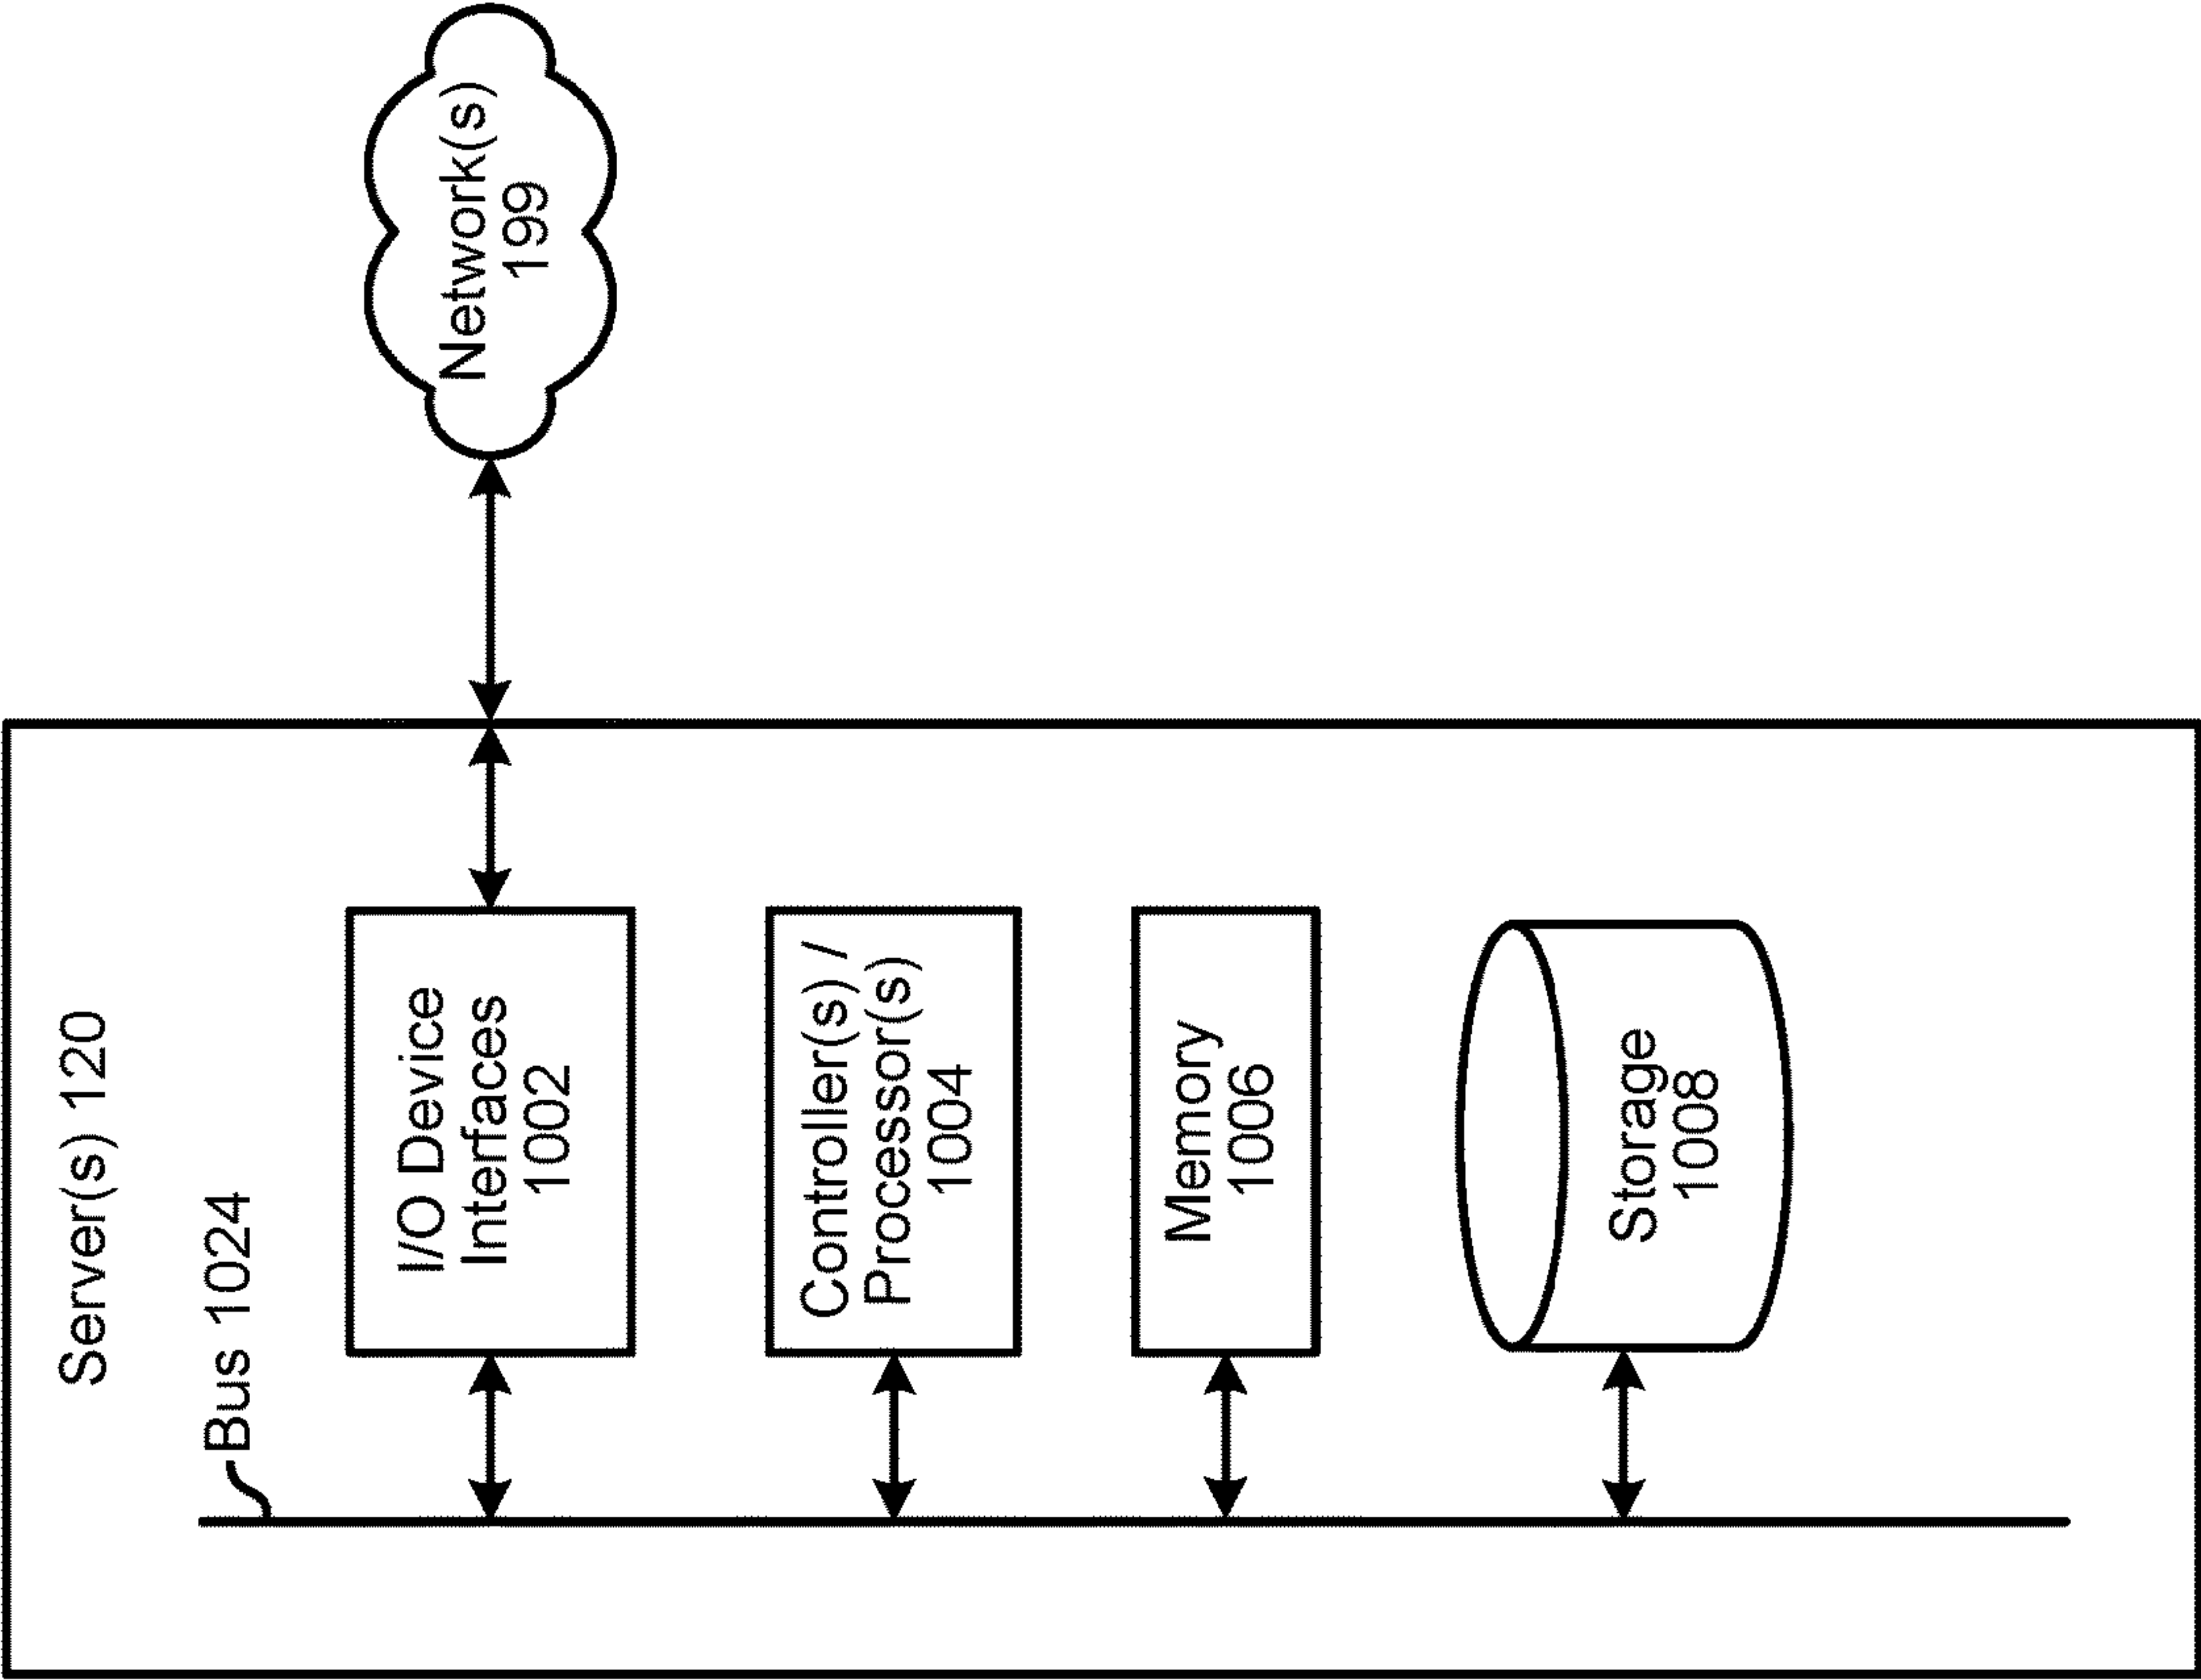 Server(s) 120
Bus 1024
I/O Device
Interfaces
1002
Controller(s) /
Processor(s)
1004
Memory
1006
Storage
1008
Network(s)
199